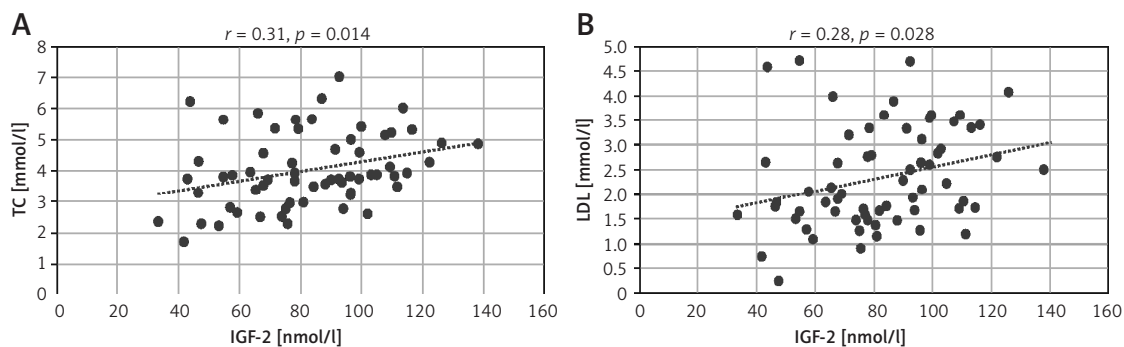 A
r = 0.31, p = 0.014
8
7
6
5
4
3
2
1
0
TC [mmol/l]
0 20 40 60 80 100 120 140 160
IGF-2 [nmol/l]
B
r = 0.28, p = 0.028
5.0
4.5
4.0
3.5
3.0
2.5
2.0
1.5
1.0
0.5
0
LDL [mmol/l]
0 20 40 60 80 100 120 140 160
IGF-2 [nmol/l]